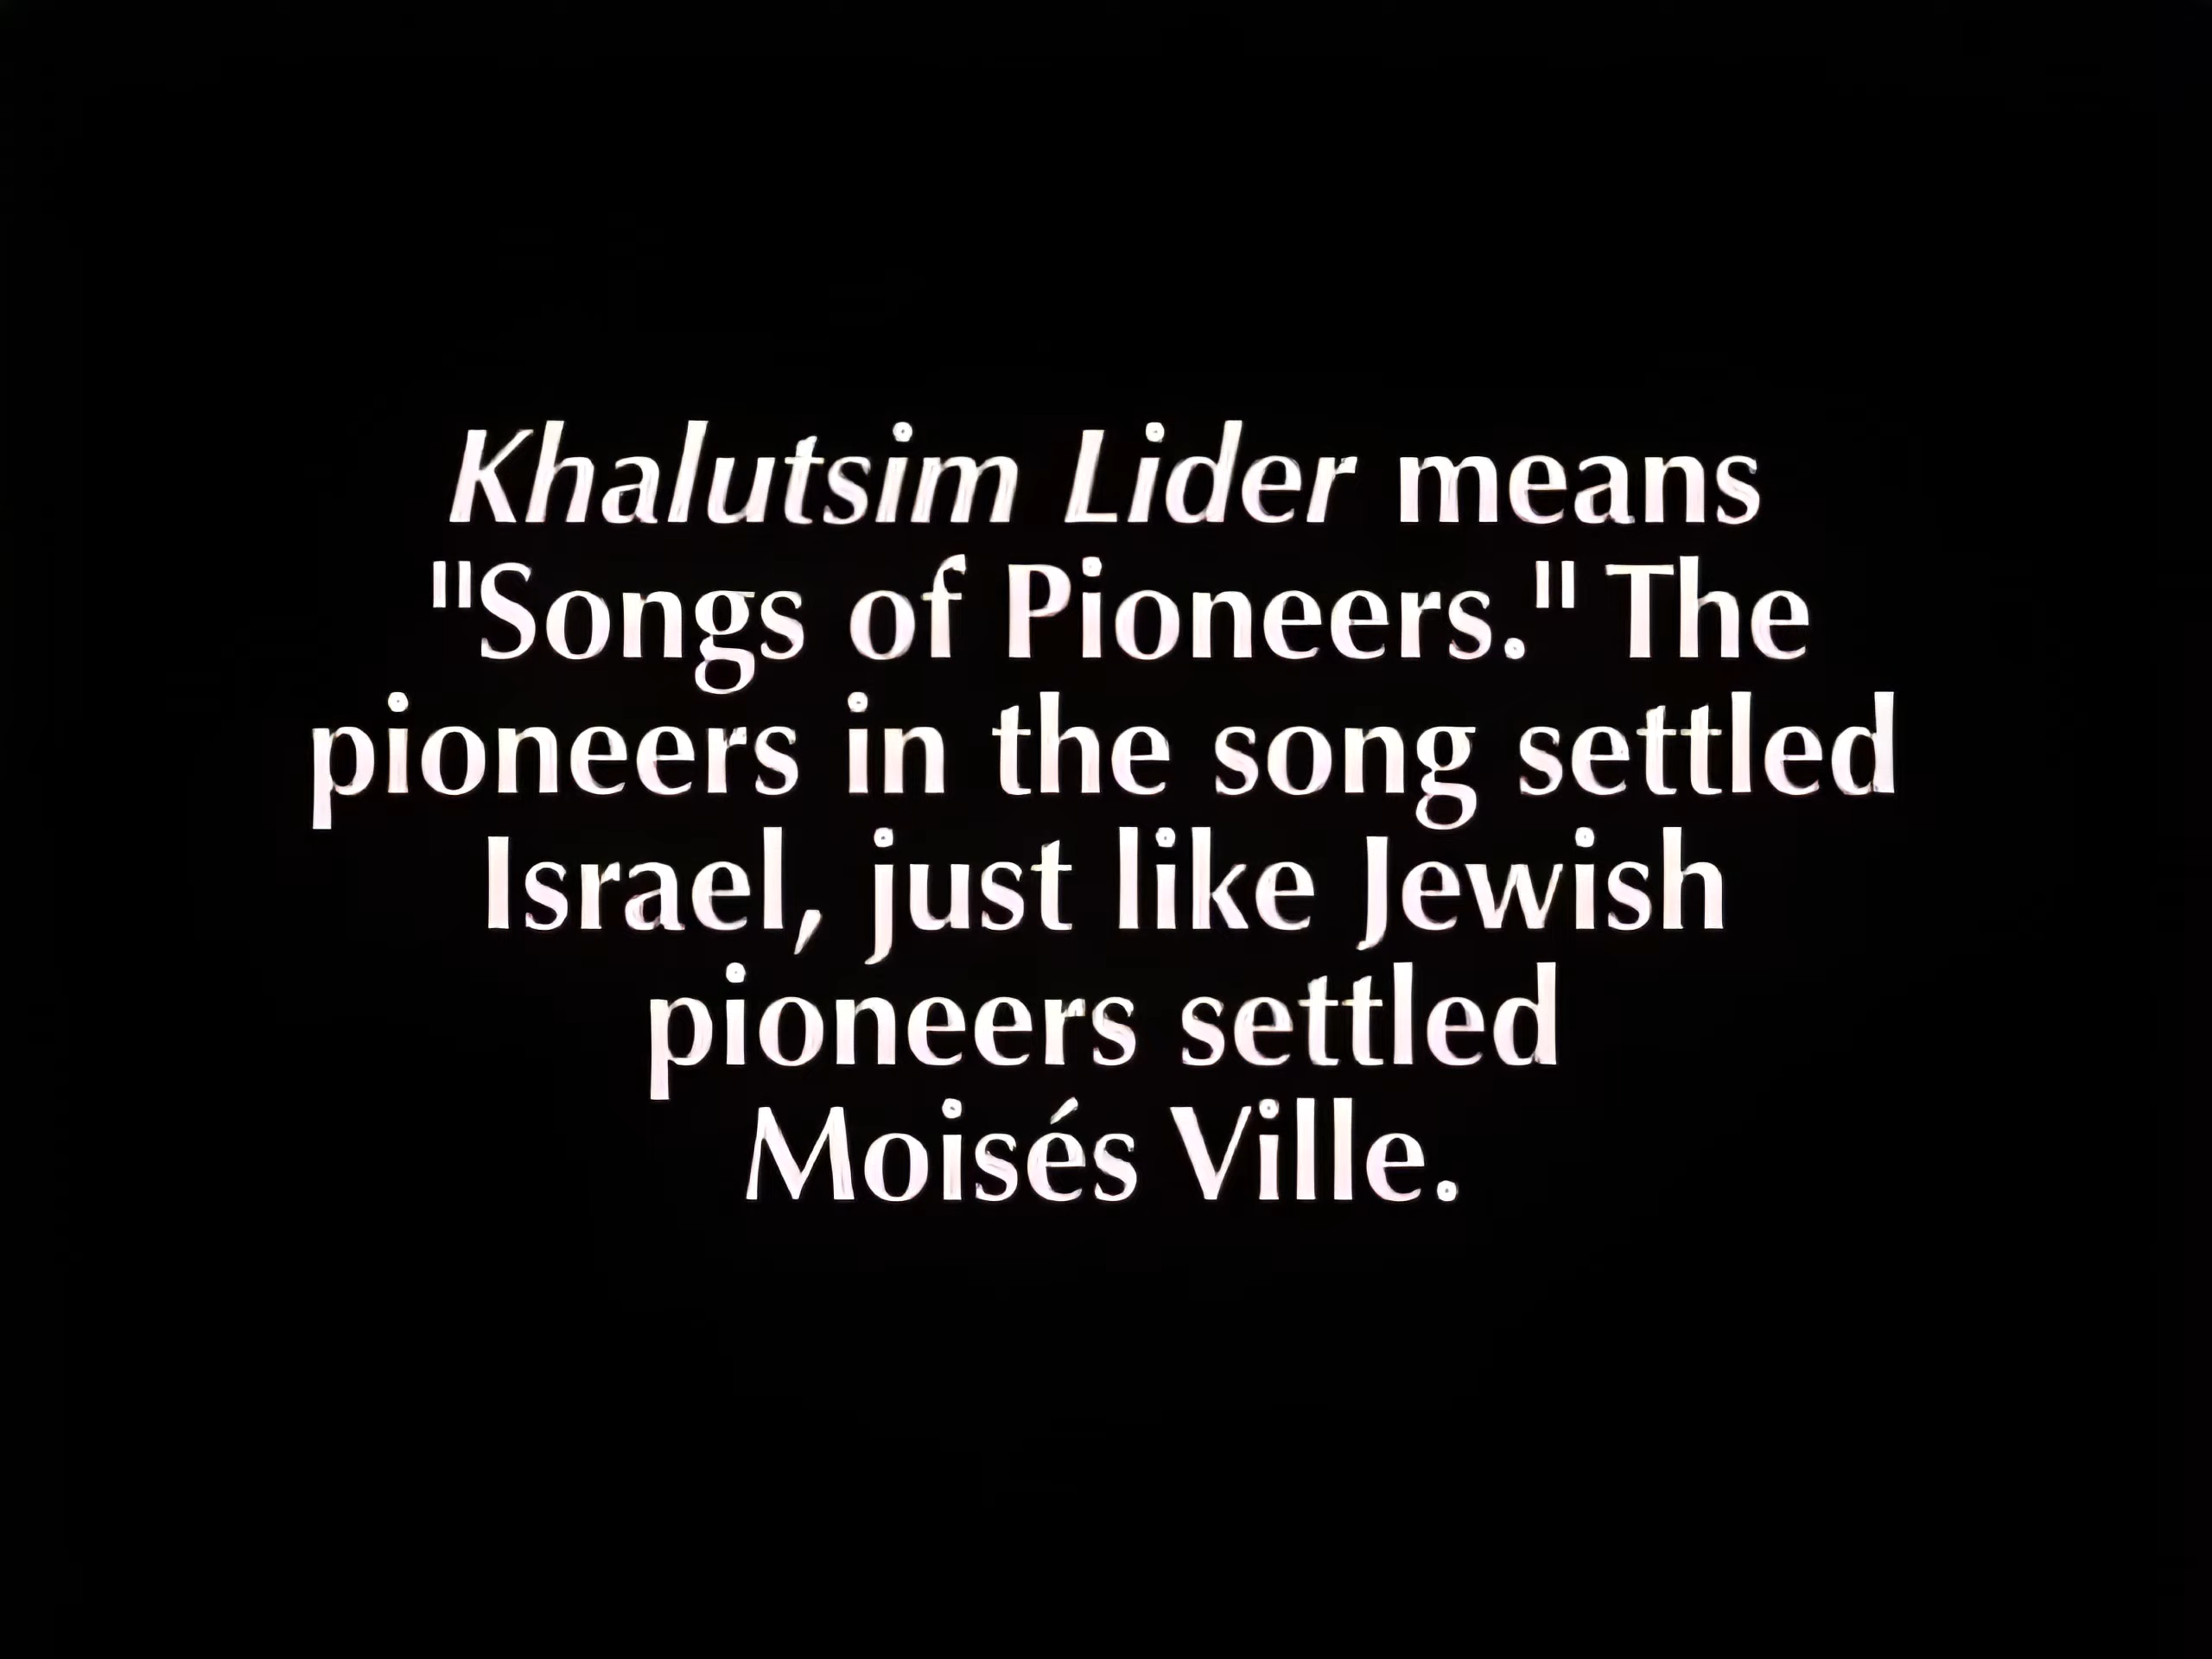 Khalutsim Lider means
"Songs of Pioneers." The
pioneers in the song settled
Israel, just like Jewish
pioneers settled
Moisés Ville.